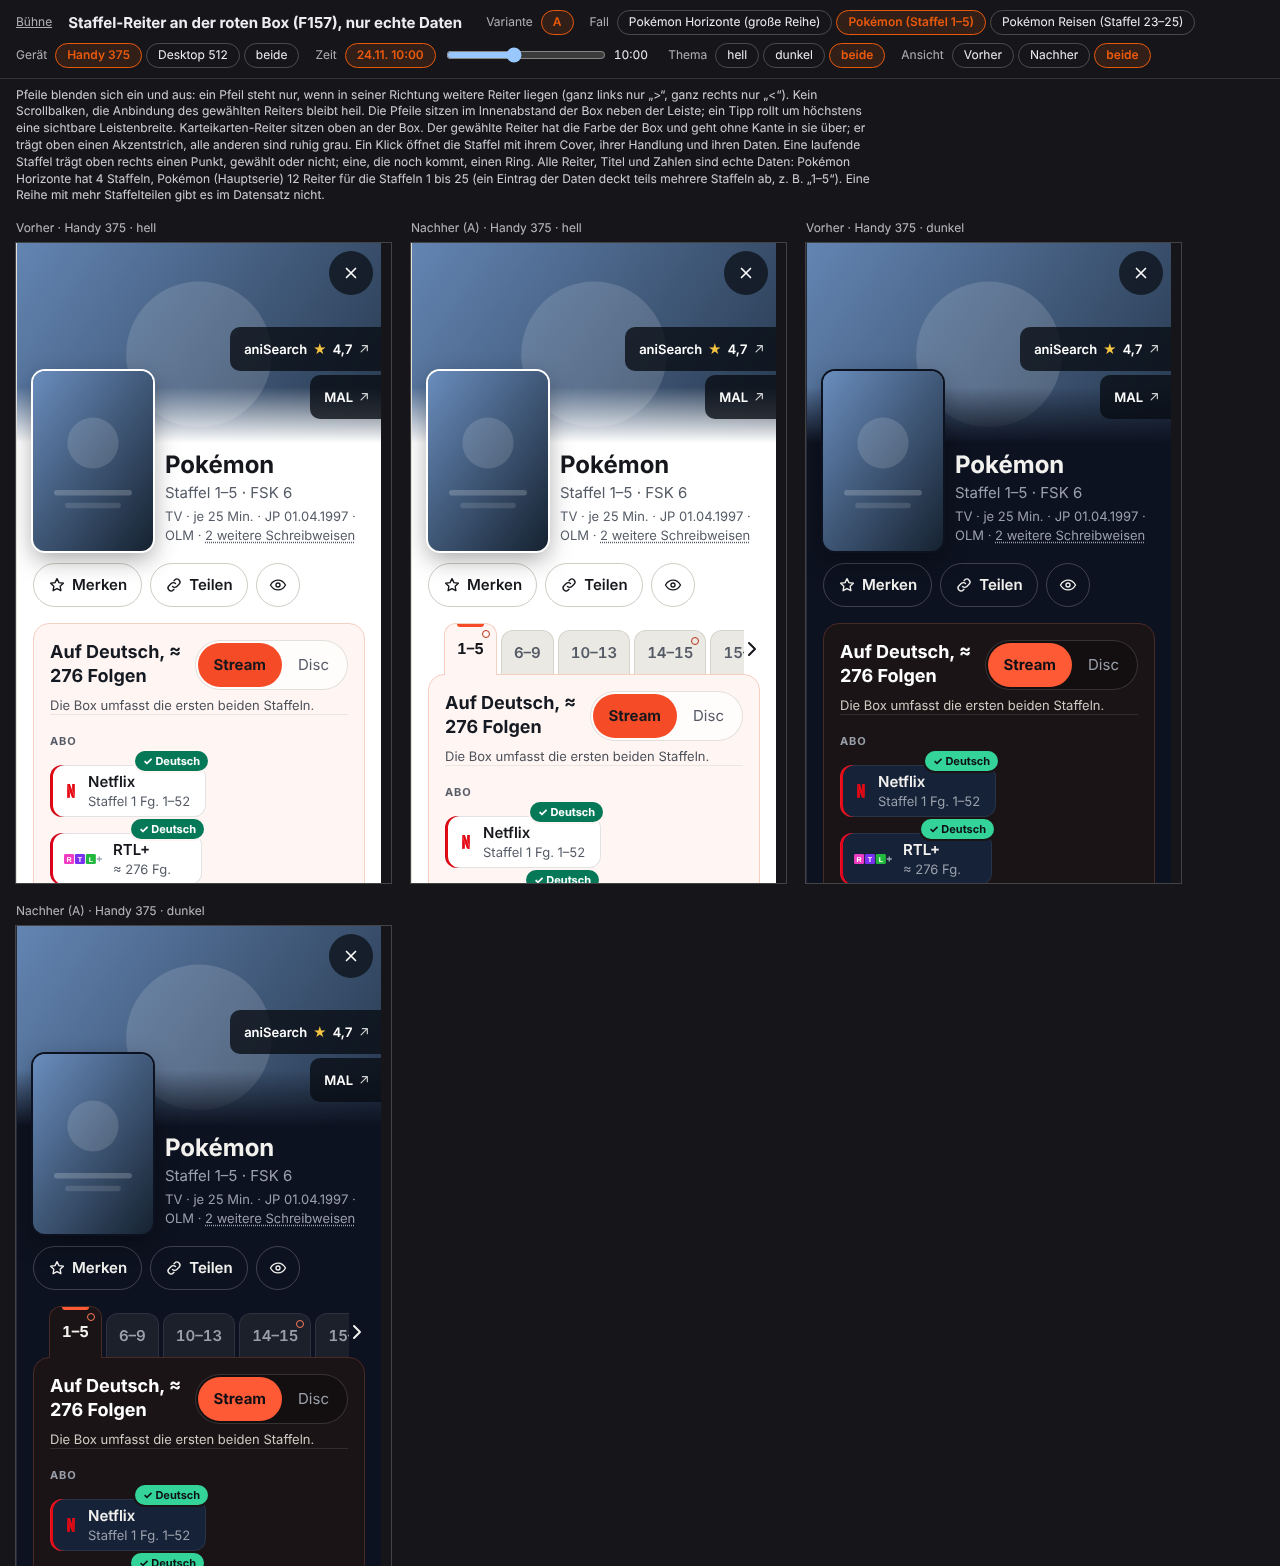 Bühne Staffel-Reiter an der roten Box (F157), nur echte Daten Variante A Fall Pokémon Horizonte (große Reihe) Pokémon (Staffel 1–5) Pokémon Reisen (Staffel 23–25)
Gerät Handy 375 Desktop 512 beide Zeit 24.11. 10:00 10:00 Thema hell dunkel beide Ansicht Vorher Nachher beide
Pfeile blenden sich ein und aus: ein Pfeil steht nur, wenn in seiner Richtung weitere Reiter liegen (ganz links nur „>“, ganz rechts nur „<“). Kein
Scrollbalken, die Anbindung des gewählten Reiters bleibt heil. Die Pfeile sitzen im Innenabstand der Box neben der Leiste; ein Tipp rollt um höchstens
eine sichtbare Leistenbreite. Karteikarten-Reiter sitzen oben an der Box. Der gewählte Reiter hat die Farbe der Box und geht ohne Kante in sie über; er
trägt oben einen Akzentstrich, alle anderen sind ruhig grau. Ein Klick öffnet die Staffel mit ihrem Cover, ihrer Handlung und ihren Daten. Eine laufende
Staffel trägt oben rechts einen Punkt, gewählt oder nicht; eine, die noch kommt, einen Ring. Alle Reiter, Titel und Zahlen sind echte Daten: Pokémon
Horizonte hat 4 Staffeln, Pokémon (Hauptserie) 12 Reiter für die Staffeln 1 bis 25 (ein Eintrag der Daten deckt teils mehrere Staffeln ab, z. B. „1–5“). Eine
Reihe mit mehr Staffelteilen gibt es im Datensatz nicht.
Vorher · Handy 375 · hell
aniSearch ★ 4,7 ↗
MAL ↗
Pokémon
Staffel 1–5 · FSK 6
TV · je 25 Min. · JP 01.04.1997 ·
OLM · 2 weitere Schreibweisen
Merken Teilen
Auf Deutsch, ≈
276 Folgen
Stream Disc
Die Box umfasst die ersten beiden Staffeln.
ABO
✓ Deutsch
N Netflix
Staffel 1 Fg. 1–52
✓ Deutsch
RTL+ RTL+
≈ 276 Fg.
Nachher (A) · Handy 375 · hell
aniSearch ★ 4,7 ↗
MAL ↗
Pokémon
Staffel 1–5 · FSK 6
TV · je 25 Min. · JP 01.04.1997 ·
OLM · 2 weitere Schreibweisen
Merken Teilen
1–5 6–9 10–13 14–15 15-
Auf Deutsch, ≈
276 Folgen
Stream Disc
Die Box umfasst die ersten beiden Staffeln.
ABO
✓ Deutsch
N Netflix
Staffel 1 Fg. 1–52
✓ Deutsch
Vorher · Handy 375 · dunkel
aniSearch ★ 4,7 ↗
MAL ↗
Pokémon
Staffel 1–5 · FSK 6
TV · je 25 Min. · JP 01.04.1997 ·
OLM · 2 weitere Schreibweisen
Merken Teilen
Auf Deutsch, ≈
276 Folgen
Stream Disc
Die Box umfasst die ersten beiden Staffeln.
ABO
✓ Deutsch
N Netflix
Staffel 1 Fg. 1–52
✓ Deutsch
RTL+ RTL+
≈ 276 Fg.
Nachher (A) · Handy 375 · dunkel
aniSearch ★ 4,7 ↗
MAL ↗
Pokémon
Staffel 1–5 · FSK 6
TV · je 25 Min. · JP 01.04.1997 ·
OLM · 2 weitere Schreibweisen
Merken Teilen
1–5 6–9 10–13 14–15 15-
Auf Deutsch, ≈
276 Folgen
Stream Disc
Die Box umfasst die ersten beiden Staffeln.
ABO
✓ Deutsch
N Netflix
Staffel 1 Fg. 1–52
✓ Deutsch